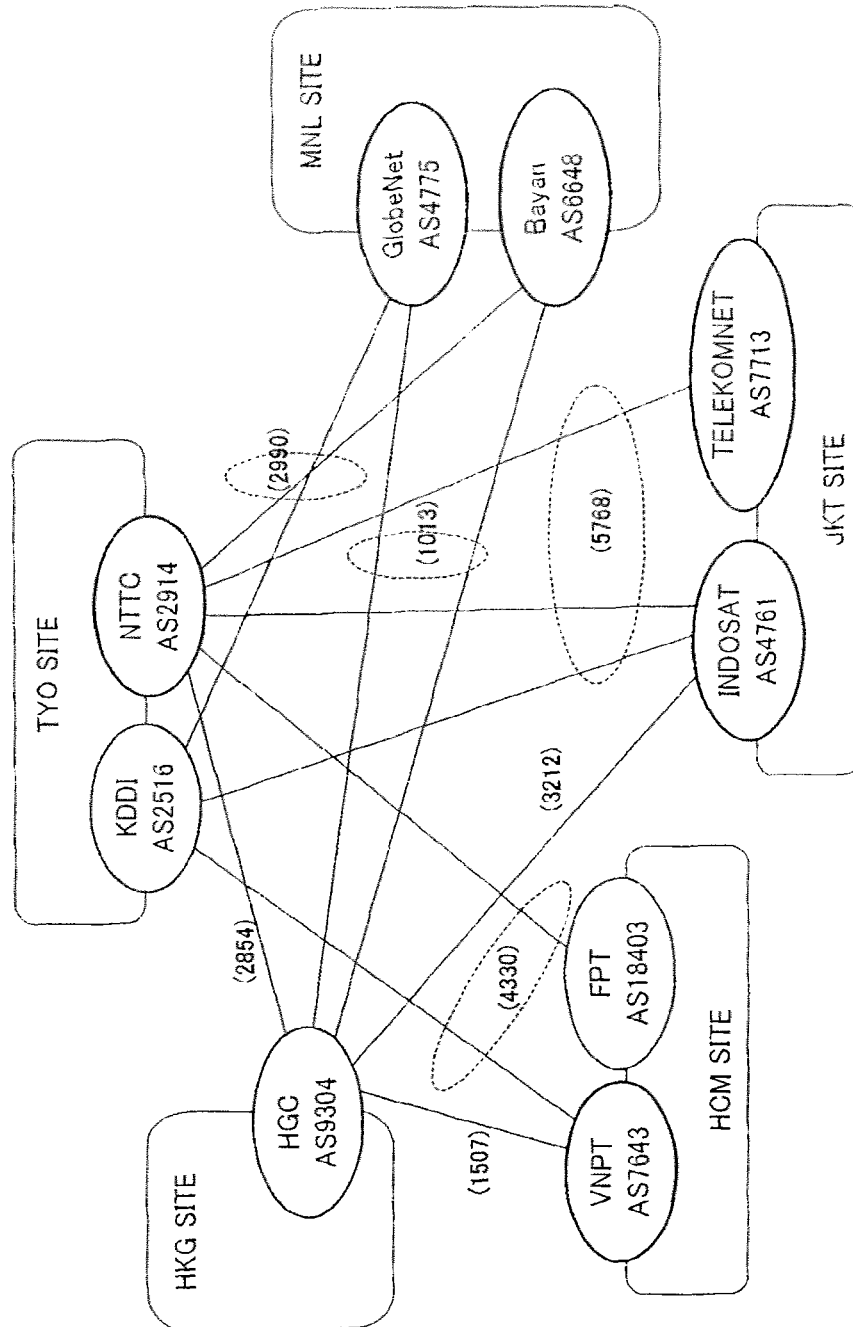 TYO SITE
KDDI
AS2516
NTTC
AS2914
HKG SITE
HGC
AS9304
(2854)
(2990)
MNL SITE
GlobeNet
AS4775
Bayan
AS6648
(1013)
(1507)
(4330)
(3212)
(5768)
VNPT
AS7643
FPT
AS18403
HCM SITE
INDOSAT
AS4761
TELEKOMNET
AS7713
JKT SITE